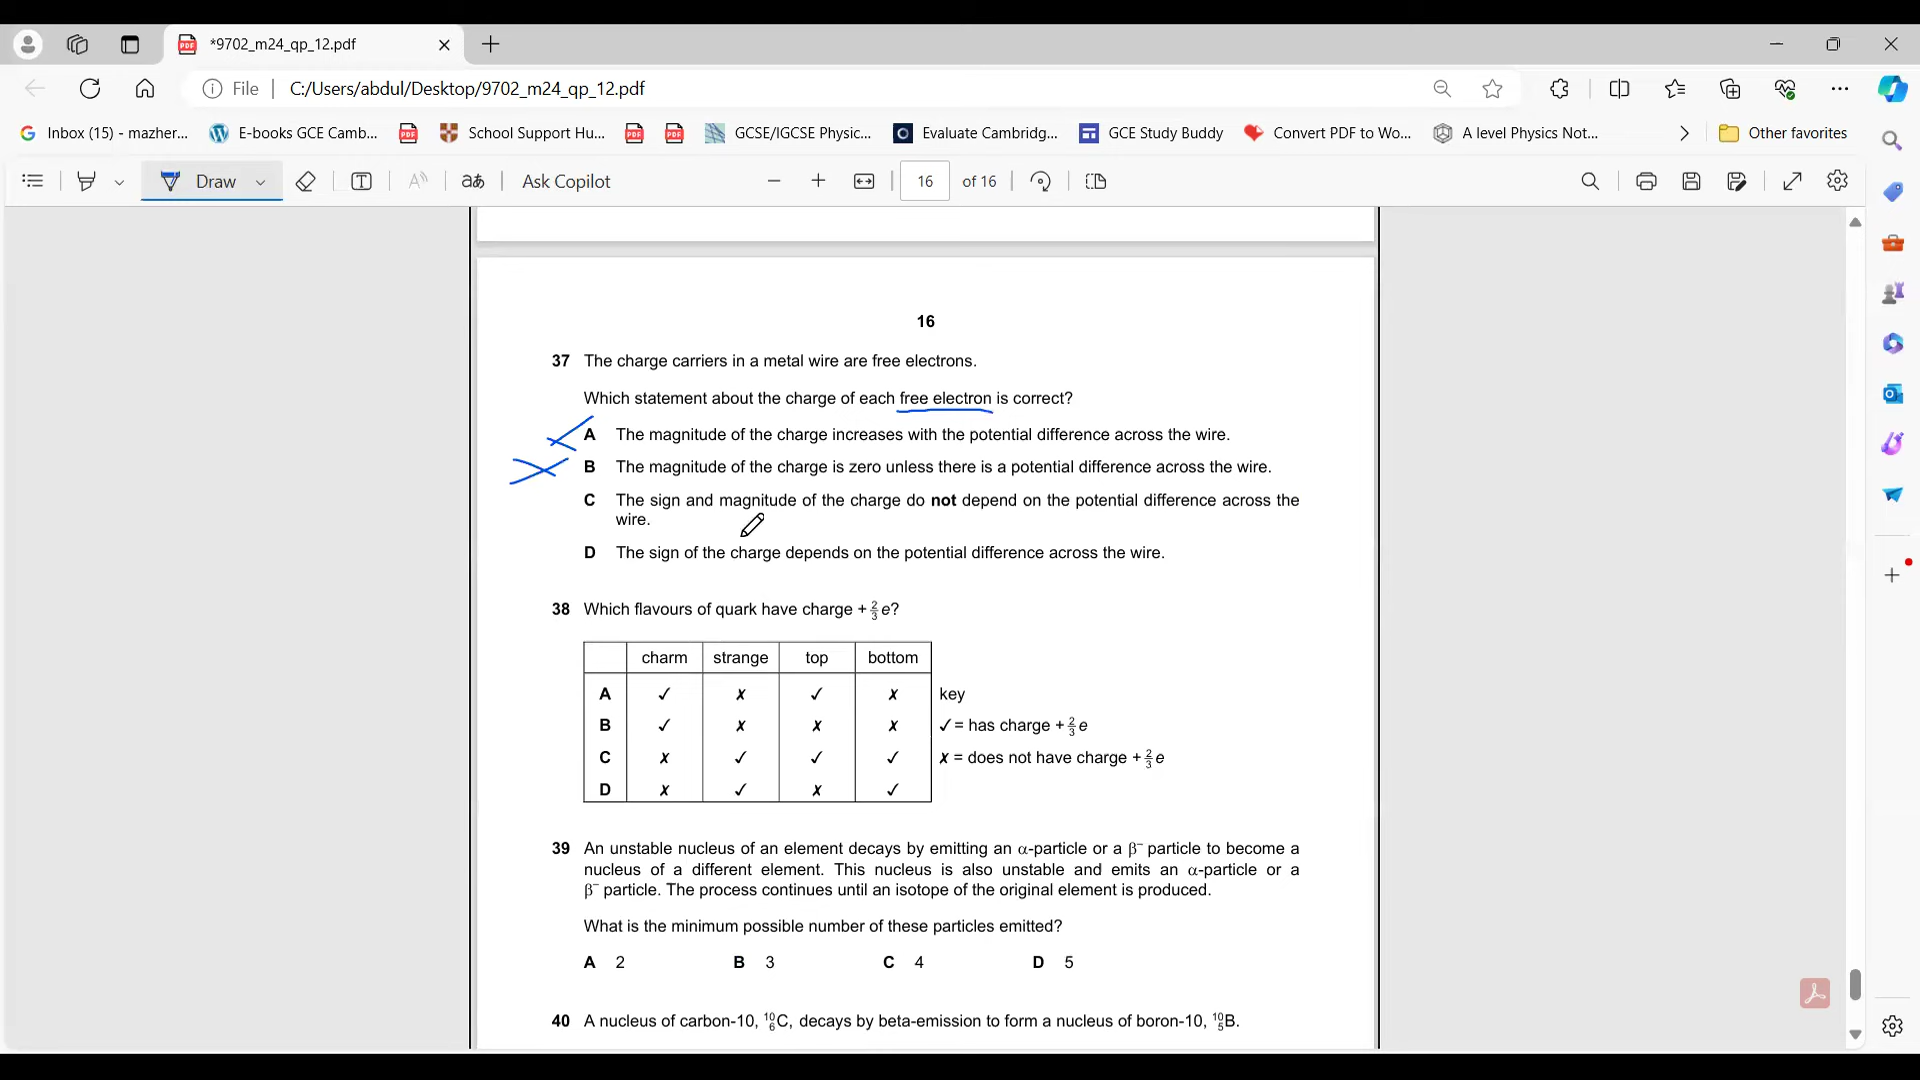 *9702_m24_qp_12.pdf
File C:/Users/abdul/Desktop/9702_m24_qp_12.pdf
Inbox (15) - mazher... E-books GCE Camb... School Support Hu... GCSE/IGCSE Physic... Evaluate Cambridg... GCE Study Buddy Convert PDF to Wo... A level Physics Not... Other favorites
Draw aあ Ask Copilot 16 of 16
16
37 The charge carriers in a metal wire are free electrons.
Which statement about the charge of each free electron is correct?
A The magnitude of the charge increases with the potential difference across the wire.
B The magnitude of the charge is zero unless there is a potential difference across the wire.
C The sign and magnitude of the charge do not depend on the potential difference across the
wire.
D The sign of the charge depends on the potential difference across the wire.
38 Which flavours of quark have charge +2/3 e?
charm strange top bottom
A ✓ ✗ ✓ ✗ key
B ✓ ✗ ✗ ✗ ✓ = has charge +2/3 e
C ✗ ✓ ✓ ✓ ✗ = does not have charge +2/3 e
D ✗ ✓ ✗ ✓
39 An unstable nucleus of an element decays by emitting an α-particle or a β⁻ particle to become a
nucleus of a different element. This nucleus is also unstable and emits an α-particle or a
β⁻ particle. The process continues until an isotope of the original element is produced.
What is the minimum possible number of these particles emitted?
A 2 B 3 C 4 D 5
40 A nucleus of carbon-10, ¹⁰₆C, decays by beta-emission to form a nucleus of boron-10, ¹⁰₅B.